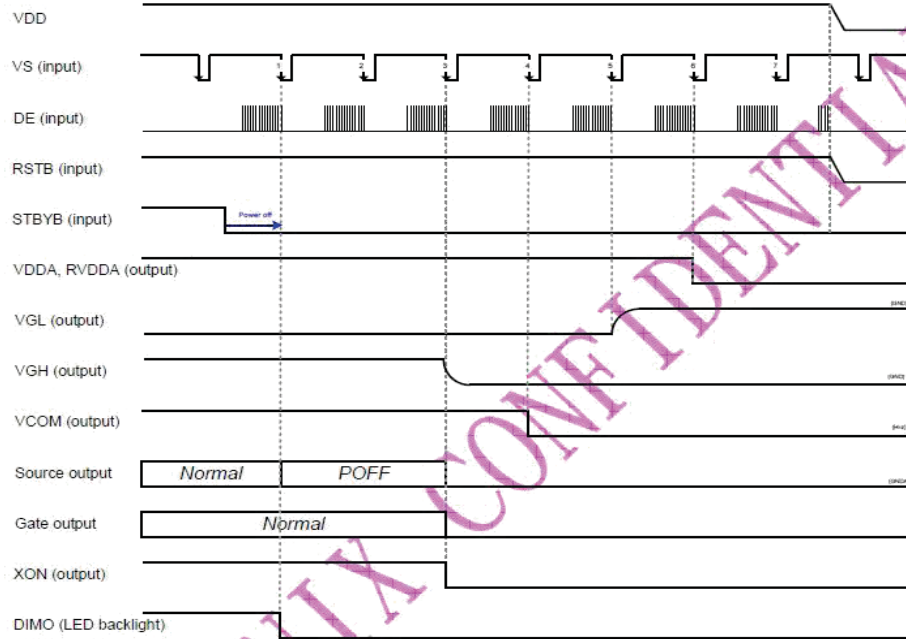 VDD
VS (input)
1 2 3 4 5 6 7
DE (input)
RSTB (input)
STBYB (input)
Power off
VDDA, RVDDA (output)
VGL (output)
VGH (output)
VCOM (output)
Source output
Normal POFF
Gate output
Normal
XON (output)
DIMO (LED backlight)
NIX CONFIDENTIA